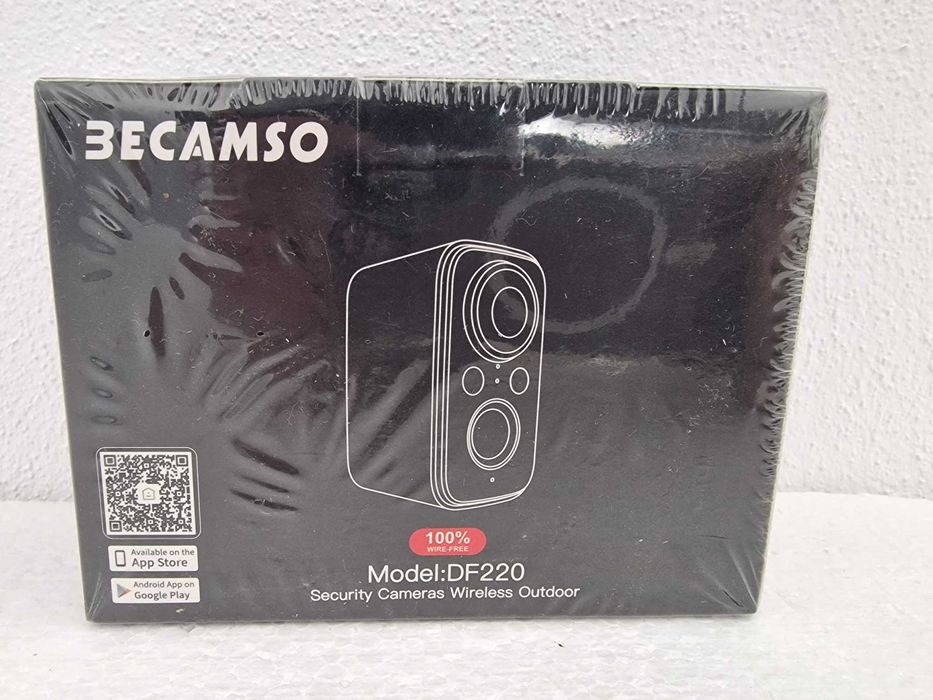 BECAMSO
Available on the
App Store
Android App on
Google Play
100%
WIRE-FREE
Model:DF220
Security Cameras Wireless Outdoor